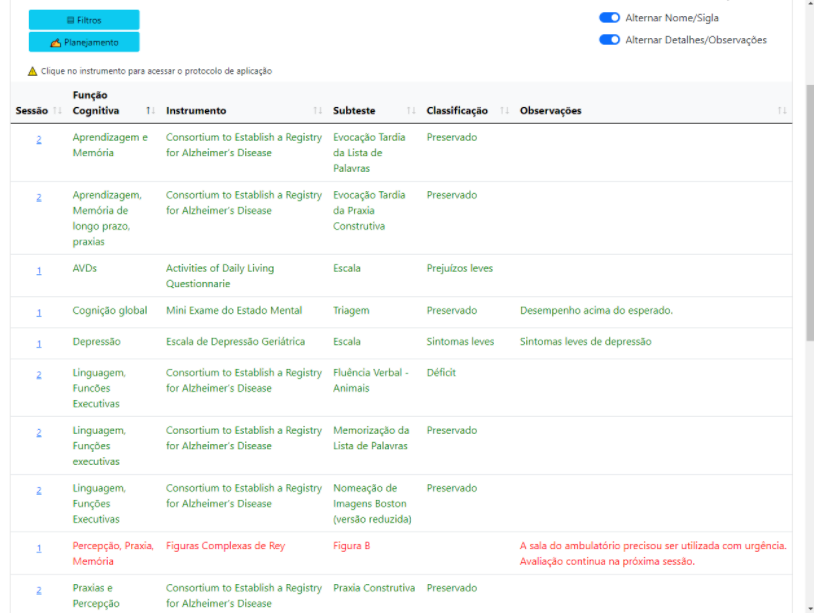 Filtros
Planejamento
Alternar Nome/Sigla
Alternar Detalhes/Observações
Clique no instrumento para acessar o protocolo de aplicação
Sessão Função Cognitiva Instrumento Subteste Classificação Observações
2 Aprendizagem e Consortium to Establish a Registry Evocação Tardia Preservado
Memória for Alzheimer's Disease da Lista de
Palavras
2 Aprendizagem, Consortium to Establish a Registry Evocação Tardia Preservado
Memória de for Alzheimer's Disease da Praxia
longo prazo, Construtiva
praxias
1 AVDs Activities of Daily Living Escala Prejuízos leves
Questionnarie
1 Cognição global Mini Exame do Estado Mental Triagem Preservado Desempenho acima do esperado.
1 Depressão Escala de Depressão Geriátrica Escala Sintomas leves Sintomas leves de depressão
2 Linguagem, Consortium to Establish a Registry Fluência Verbal - Déficit
Funcões for Alzheimer's Disease Animais
Executivas
2 Linguagem, Consortium to Establish a Registry Memorização da Preservado
Funções for Alzheimer's Disease Lista de Palavras
executivas
2 Linguagem, Consortium to Establish a Registry Nomeação de Preservado
Funções for Alzheimer's Disease Imagens Boston
Executivas (versão reduzida)
1 Percepção, Praxia, Figuras Complexas de Rey Figura B A sala do ambulatório precisou ser utilizada com urgência.
Memória Avaliação continua na próxima sessão.
2 Praxias e Consortium to Establish a Registry Praxia Construtiva Preservado
Percepção for Alzheimer's Disease